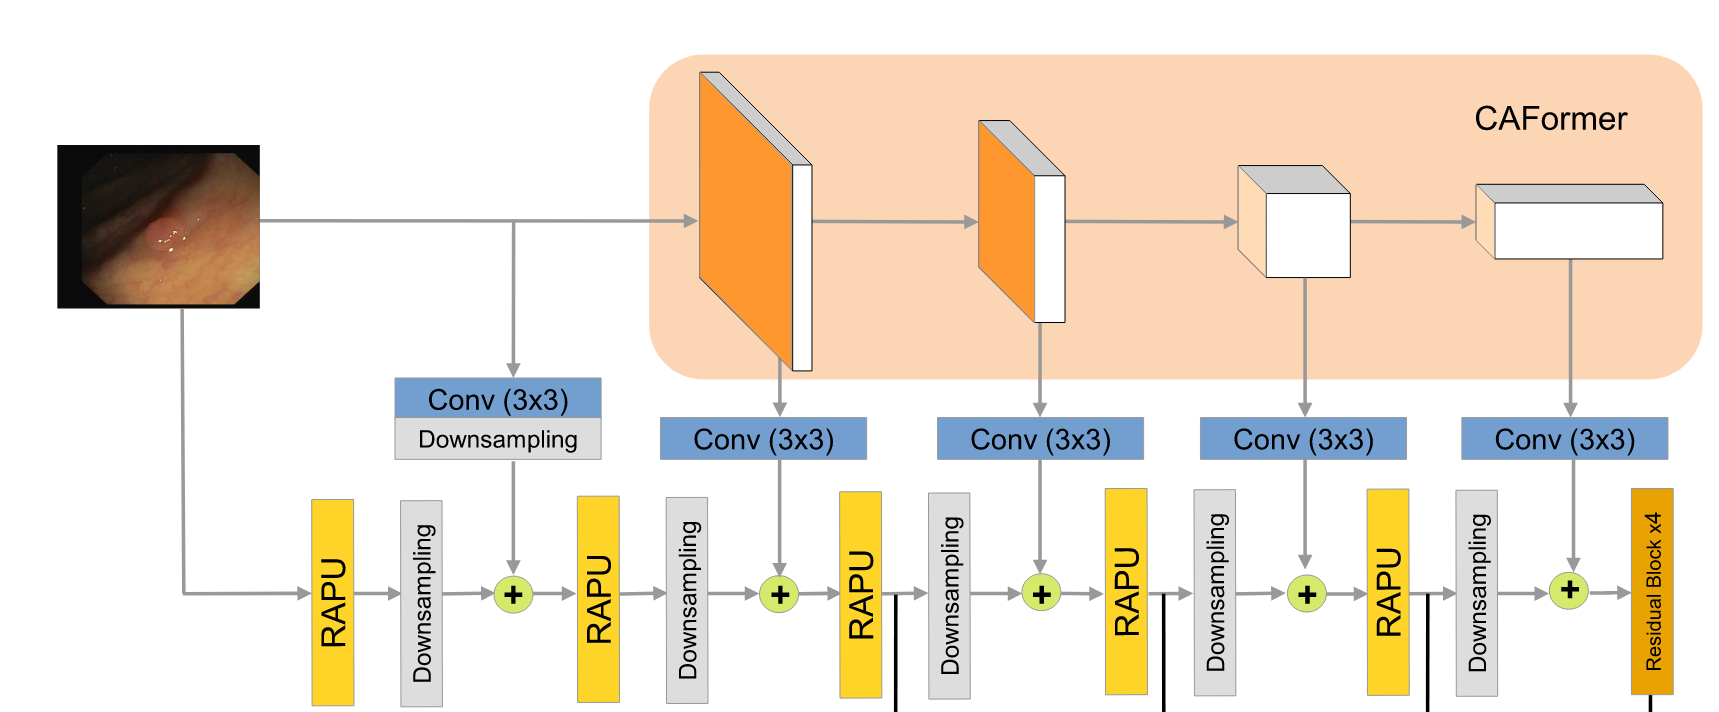 CAFormer
Conv (3x3)
Downsampling
Conv (3x3)
Conv (3x3)
Conv (3x3)
Conv (3x3)
RAPU
Downsampling
+
RAPU
Downsampling
+
RAPU
Downsampling
+
RAPU
Downsampling
+
RAPU
Downsampling
+
Residual Block x4